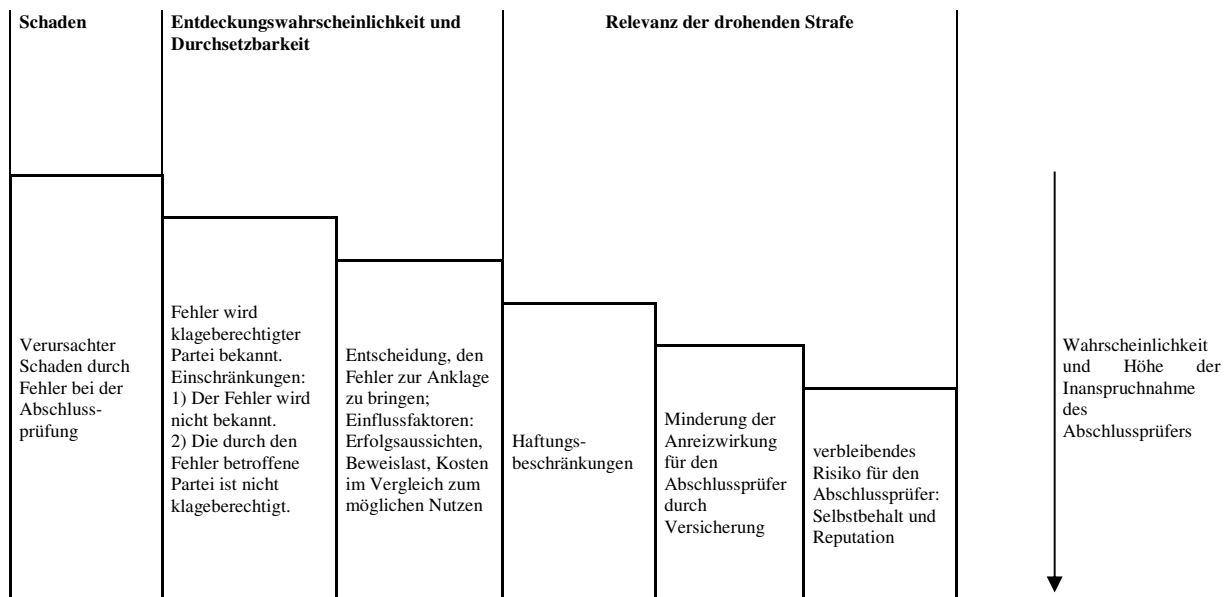 Schaden
Entdeckungswahrscheinlichkeit und
Durchsetzbarkeit
Relevanz der drohenden Strafe
Verursachter
Schaden durch
Fehler bei der
Abschluss-
prüfung
Fehler wird
klageberechtigter
Partei bekannt.
Einschränkungen:
1) Der Fehler wird
nicht bekannt.
2) Die durch den
Fehler betroffene
Partei ist nicht
klageberechtigt.
Entscheidung, den
Fehler zur Anklage
zu bringen;
Einflussfaktoren:
Erfolgsaussichten,
Beweislast, Kosten
im Vergleich zum
möglichen Nutzen
Haftungs-
beschränkungen
Minderung der
Anreizwirkung
für den
Abschlussprüfer
durch
Versicherung
verbleibendes
Risiko für den
Abschlussprüfer:
Selbstbehalt und
Reputation
Wahrscheinlichkeit
und Höhe der
Inanspruchnahme
des
Abschlussprüfers